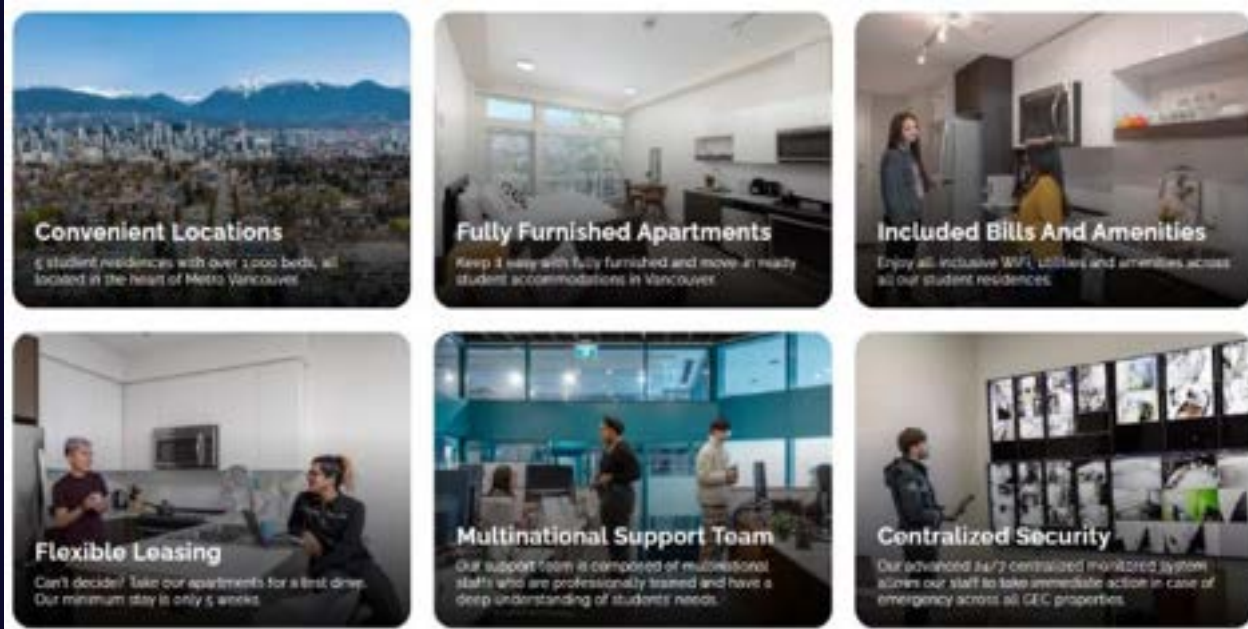 Convenient Locations
5 student residences with over 1,000 beds, all
located in the heart of Metro Vancouver.
Fully Furnished Apartments
Keep it easy with fully furnished and move-in ready
student accommodations in Vancouver.
Included Bills And Amenities
Enjoy all-inclusive WiFi, utilities and amenities across
all our student residences.
Flexible Leasing
Can't decide? Take our apartments for a test drive.
Our minimum stay is only 5 weeks.
Multinational Support Team
Our support team is composed of multinational
staffs who are professionally trained and have a
deep understanding of students' needs.
Centralized Security
Our advanced 24/7 centralized monitored system
allows our staff to take immediate action in case of
emergency across all GEC properties.